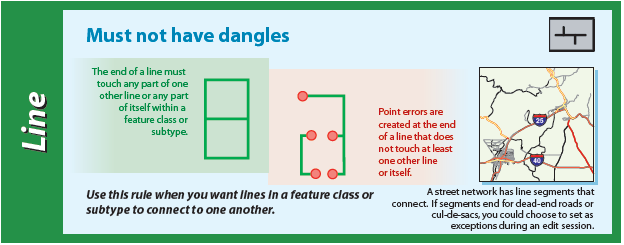 Line
Must not have dangles
The end of a line must
touch any part of one
other line or any part
of itself within a
feature class or
subtype.
Point errors are
created at the end
of a line that does
not touch at least
one other line
or itself.
25
40
Use this rule when you want lines in a feature class or
subtype to connect to one another.
A street network has line segments that
connect. If segments end for dead-end roads or
cul-de-sacs, you could choose to set as
exceptions during an edit session.